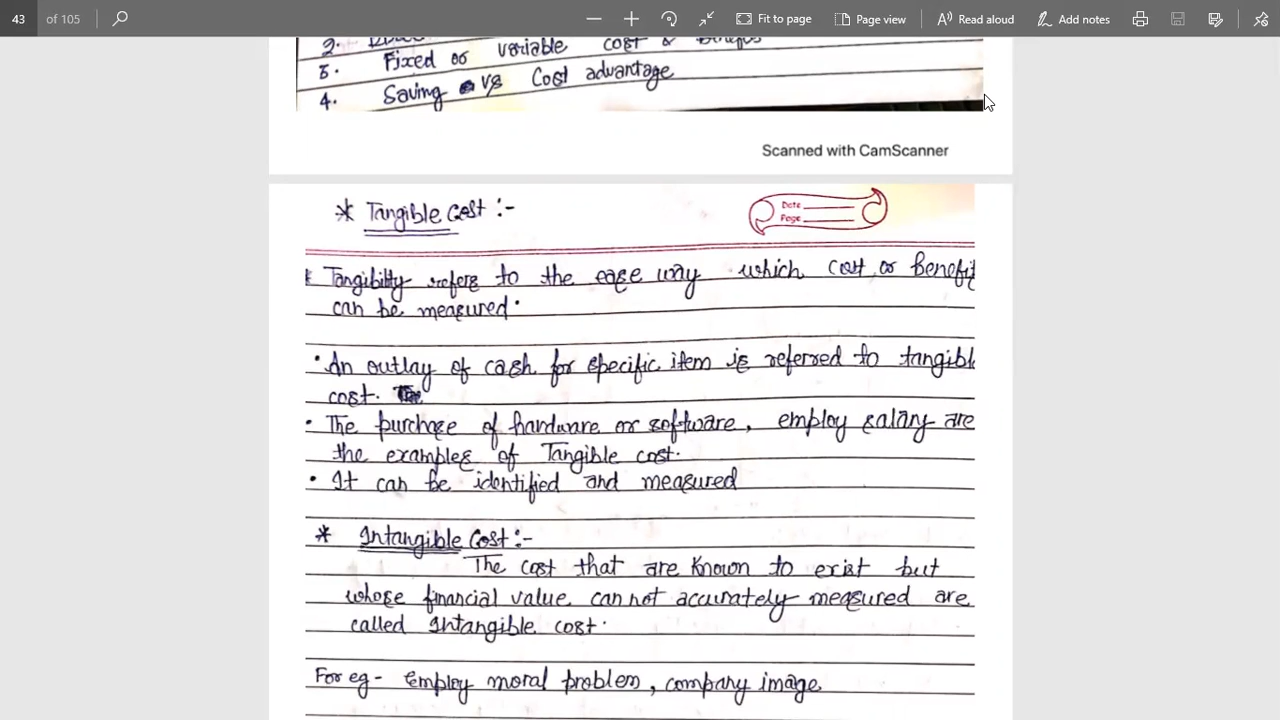 43 of 105 Fit to page Page view Read aloud Add notes
2.
3. Fixed or variable cost &
4. Saving vs Cost advantage
Scanned with CamScanner
* Tangible Cost :-
Date
Page
Tangibility refers to the ease way which cost or benefit
can be measured.
• An outlay of cash for specific item is referred to tangibl
cost.
• The purchase of hardware or software, employ salary are
the examples of Tangible cost.
• It can be identified and measured
* Intangible Cost :-
The cost that are known to exist but
whose financial value cannot accurately measured are
called Intangible cost.
For eg - Employ moral problem, company image